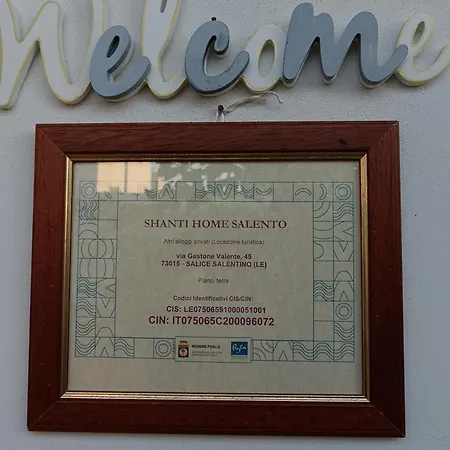 Welcome
SHANTI HOME SALENTO
Altri alloggi privati (Locazione turistica)
via Gastone Valente, 45
73015 - SALICE SALENTINO (LE)
Piano, terra
Codici Identificativi CIS/CIN:
CIS: LE07506591000051001
CIN: IT075065C200096072
REGIONE PUGLIA